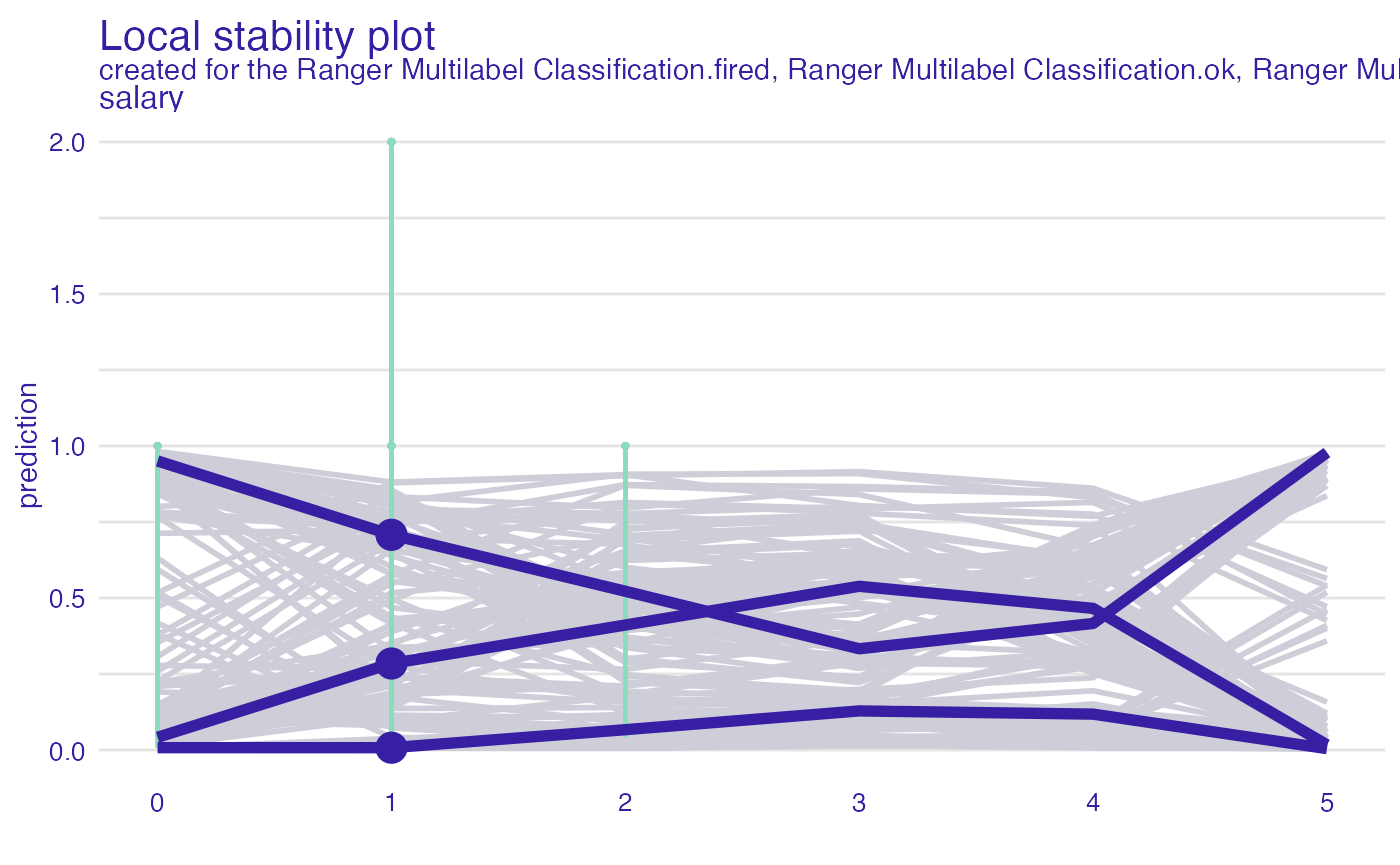 Local stability plot
created for the Ranger Multilabel Classification.fired, Ranger Multilabel Classification.ok, Ranger Mul
salary
2.0
1.5
1.0
0.5
0.0
prediction
0 1 2 3 4 5